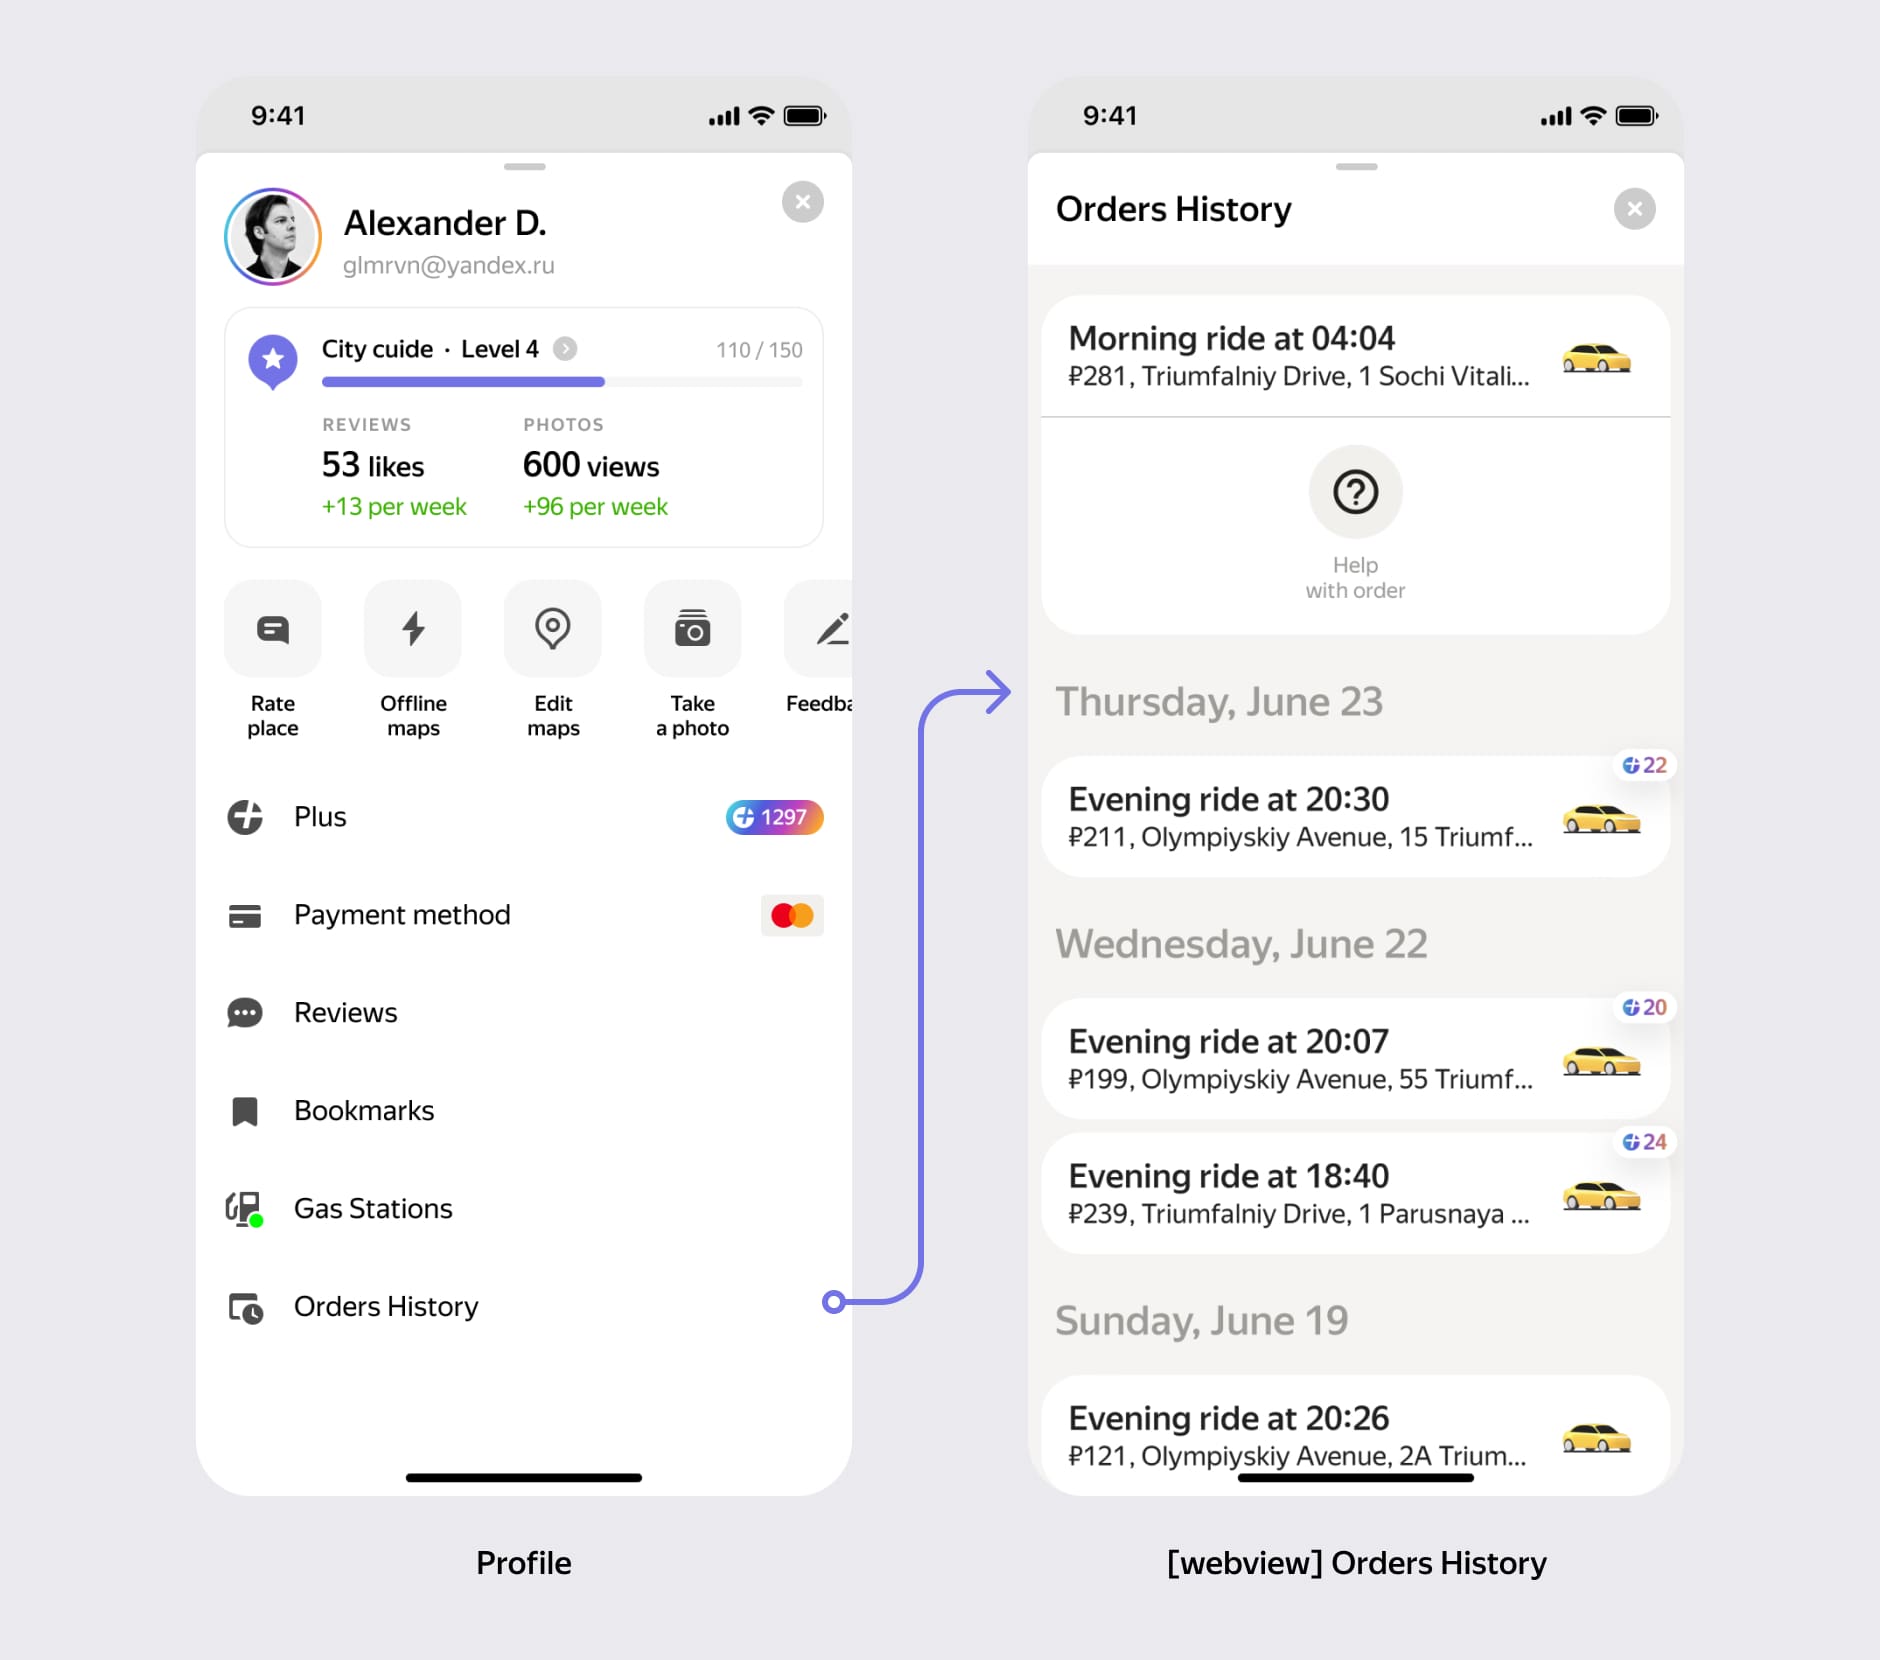 9:41
Alexander D.
glmrvn@yandex.ru
City cuide · Level 4
110 / 150
REVIEWS
53 likes
+13 per week
PHOTOS
600 views
+96 per week
Rate
place
Offline
maps
Edit
maps
Take
a photo
Feedba
Plus
1297
Payment method
Reviews
Bookmarks
Gas Stations
Orders History
Profile
9:41
Orders History
Morning ride at 04:04
₽281, Triumfalniy Drive, 1 Sochi Vitali...
Help
with order
Thursday, June 23
22
Evening ride at 20:30
₽211, Olympiyskiy Avenue, 15 Triumf...
Wednesday, June 22
20
Evening ride at 20:07
₽199, Olympiyskiy Avenue, 55 Triumf...
24
Evening ride at 18:40
₽239, Triumfalniy Drive, 1 Parusnaya ...
Sunday, June 19
Evening ride at 20:26
₽121, Olympiyskiy Avenue, 2A Trium...
[webview] Orders History